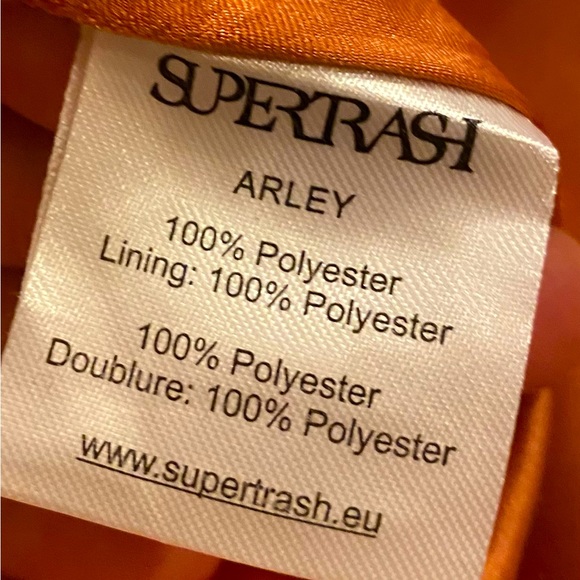 SUPERTRASH
ARLEY
100% Polyester
Lining: 100% Polyester
100% Polyester
Doublure: 100% Polyester
www.supertrash.eu